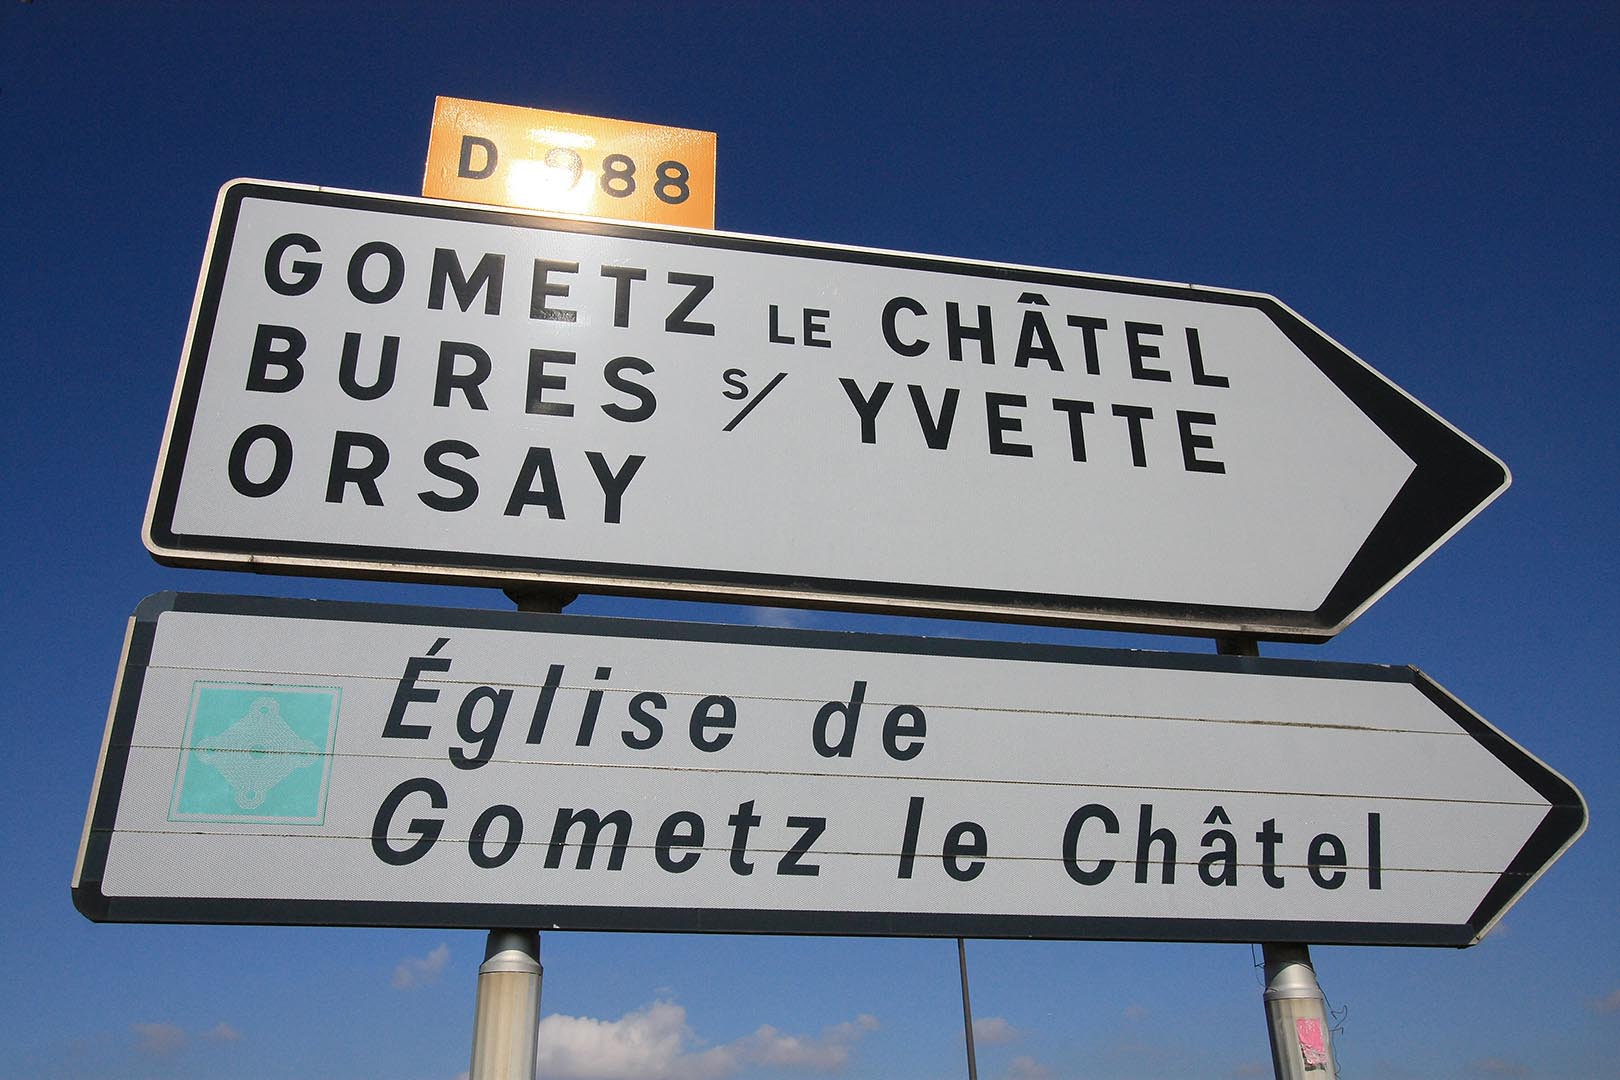 D 988
GOMETZ LE CHÂTEL
BURES S/ YVETTE
ORSAY
Église de
Gometz le Châtel